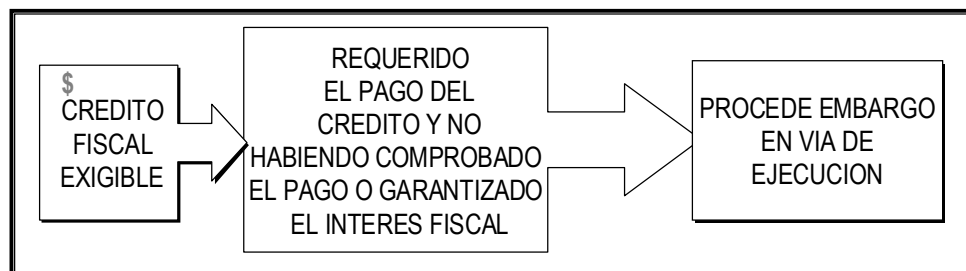 $
CREDITO
FISCAL
EXIGIBLE
REQUERIDO
EL PAGO DEL
CREDITO Y NO
HABIENDO COMPROBADO
EL PAGO O GARANTIZADO
EL INTERES FISCAL
PROCEDE EMBARGO
EN VIA DE
EJECUCION